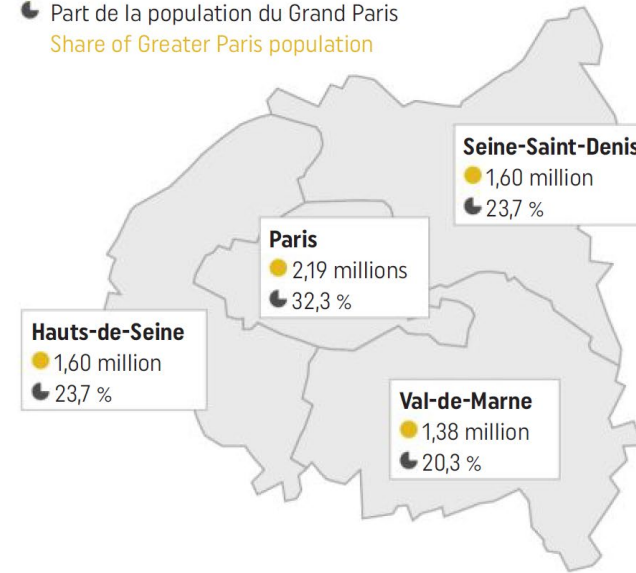 Part de la population du Grand Paris
Share of Greater Paris population
Seine-Saint-Denis
1,60 million
23,7 %
Paris
2,19 millions
32,3 %
Hauts-de-Seine
1,60 million
23,7 %
Val-de-Marne
1,38 million
20,3 %